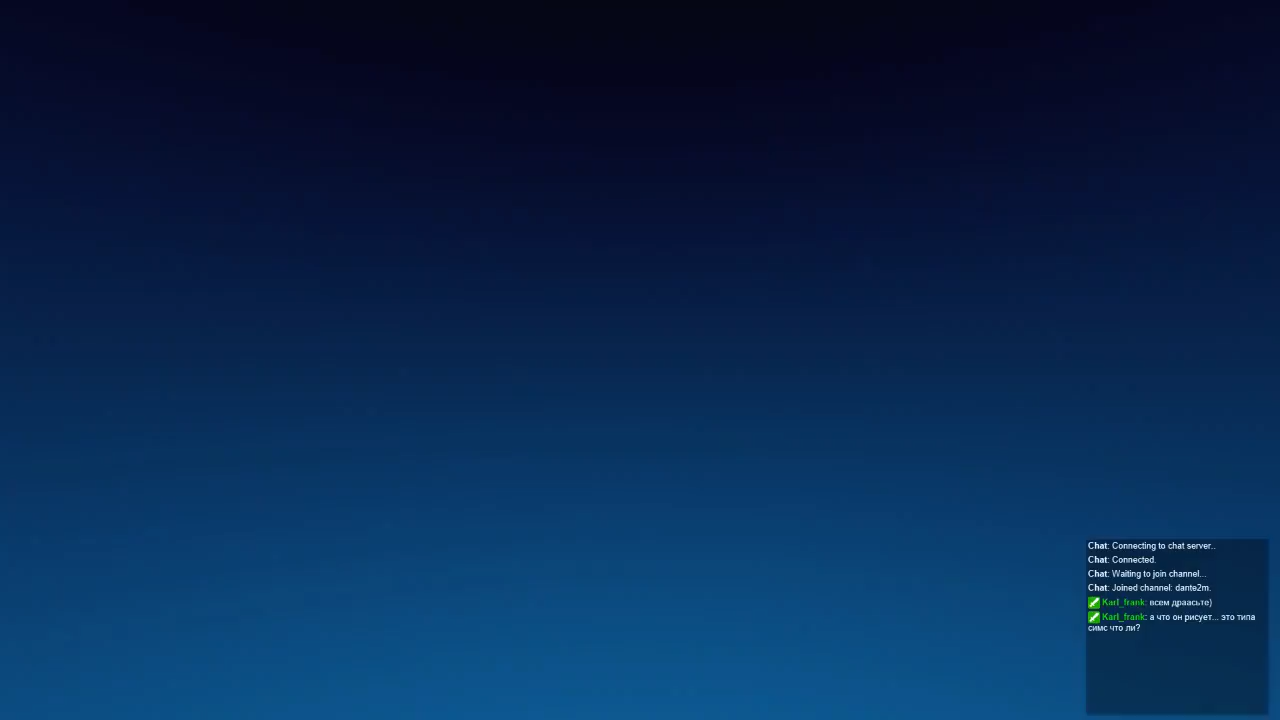 Chat: Connecting to chat server..
Chat: Connected.
Chat: Waiting to join channel...
Chat: Joined channel: dante2m.
Karl_frank: всем драасьте)
Karl_frank: а что он рисует... это типа
симс что ли?